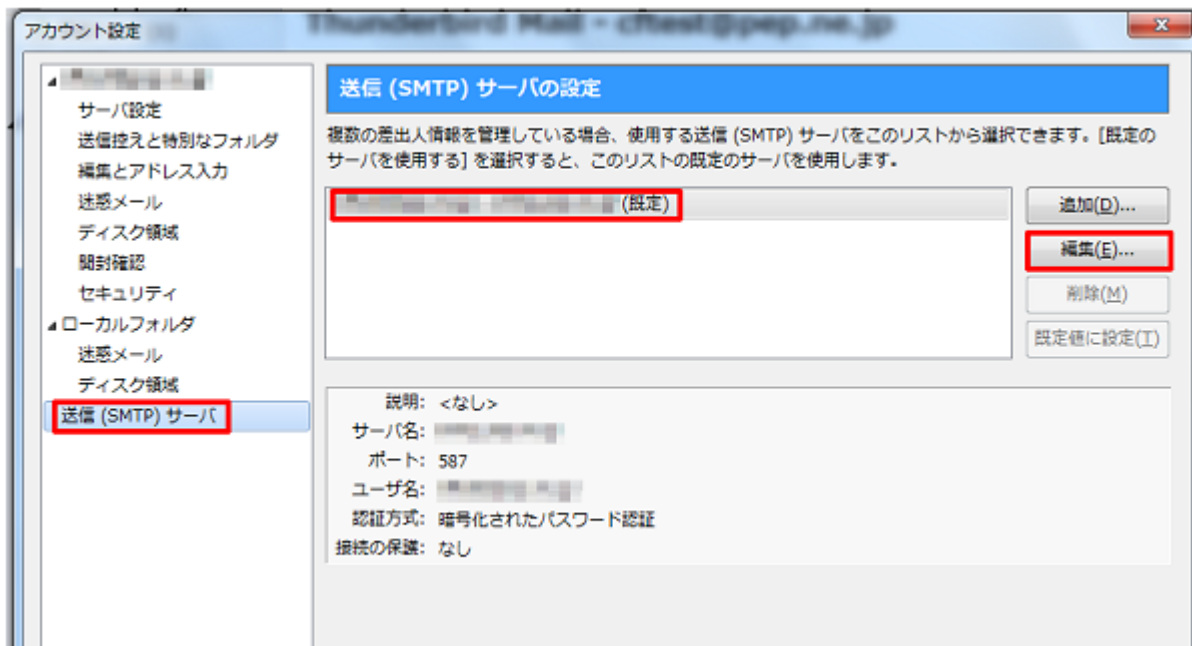 Thunderbird Mail - cftest@pep.ne.jp
アカウント設定
サーバ設定
送信控えと特別なフォルダ
編集とアドレス入力
迷惑メール
ディスク領域
開封確認
セキュリティ
ローカルフォルダ
迷惑メール
ディスク領域
送信 (SMTP) サーバ
送信 (SMTP) サーバの設定
複数の差出人情報を管理している場合、使用する送信 (SMTP) サーバをこのリストから選択できます。[既定の
サーバを使用する] を選択すると、このリストの既定のサーバを使用します。
(既定)
追加(D)...
編集(E)...
削除(M)
既定値に設定(T)
説明: <なし>
サーバ名:
ポート: 587
ユーザ名:
認証方式: 暗号化されたパスワード認証
接続の保護: なし